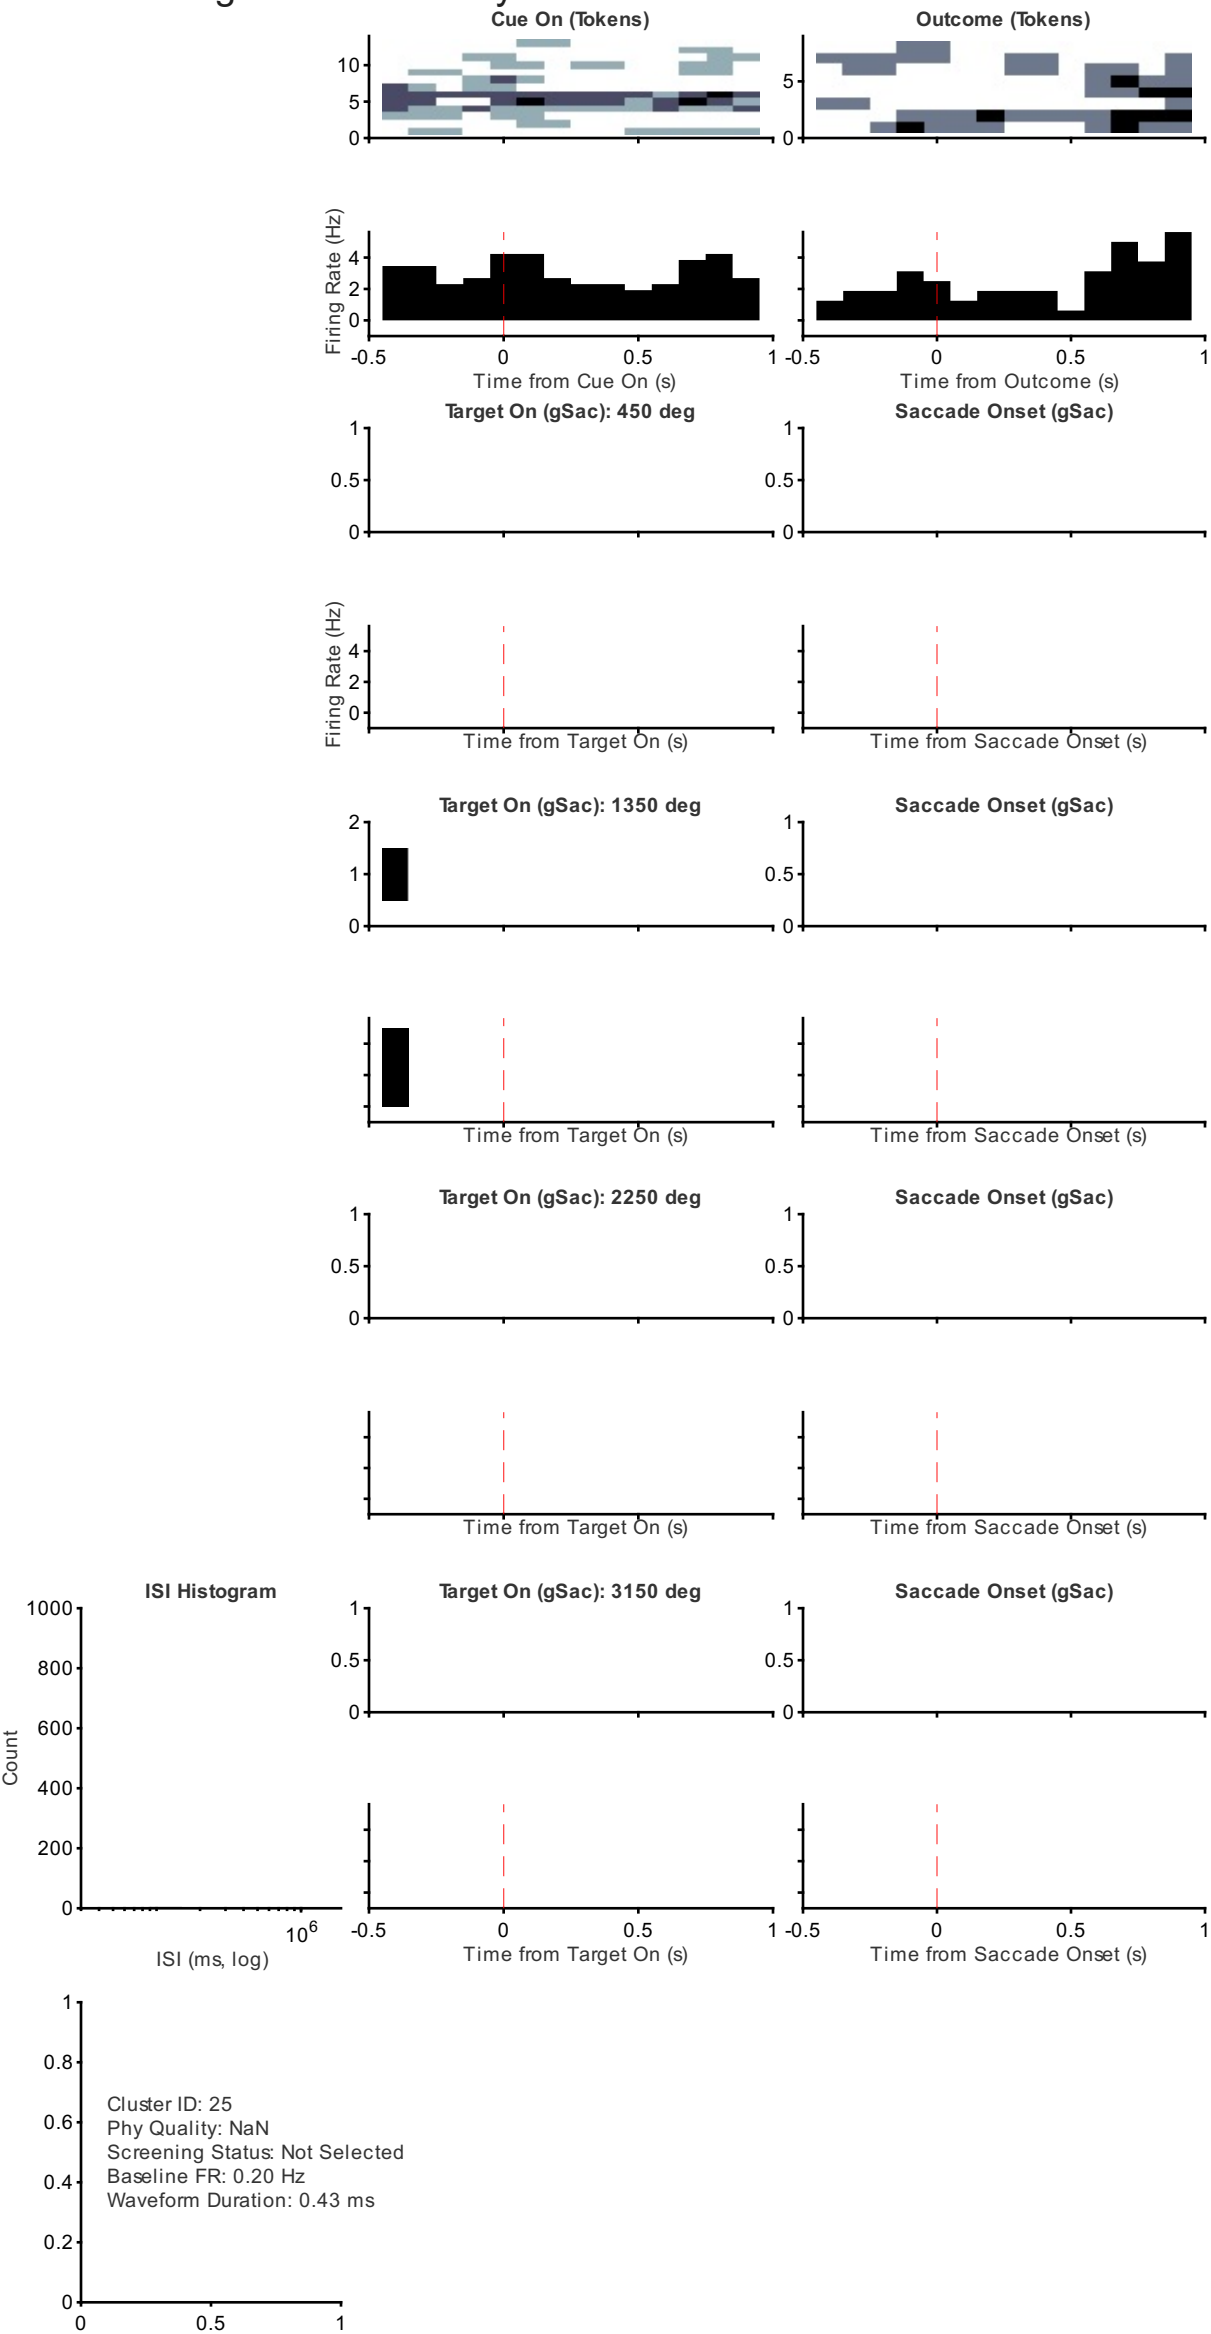 Cue On (Tokens)
Outcome (Tokens)
10
5
0
5
0
Firing Rate (Hz)
4
2
0
-0.5
0
0.5
1
-0.5
0
0.5
1
Time from Cue On (s)
Time from Outcome (s)
Target On (gSac): 450 deg
Saccade Onset (gSac)
1
0.5
0
1
0.5
0
Firing Rate (Hz)
4
2
0
Time from Target On (s)
Time from Saccade Onset (s)
Target On (gSac): 1350 deg
Saccade Onset (gSac)
2
1
0
1
0.5
0
Time from Target On (s)
Time from Saccade Onset (s)
Target On (gSac): 2250 deg
Saccade Onset (gSac)
1
0.5
0
1
0.5
0
Time from Target On (s)
Time from Saccade Onset (s)
ISI Histogram
Target On (gSac): 3150 deg
Saccade Onset (gSac)
1000
800
600
400
200
0
Count
10^6
ISI (ms, log)
1
0.5
0
1
0.5
0
-0.5
0
0.5
1
-0.5
0
0.5
1
Time from Target On (s)
Time from Saccade Onset (s)
1
0.8
0.6
0.4
0.2
0
Cluster ID: 25
Phy Quality: NaN
Screening Status: Not Selected
Baseline FR: 0.20 Hz
Waveform Duration: 0.43 ms
0
0.5
1